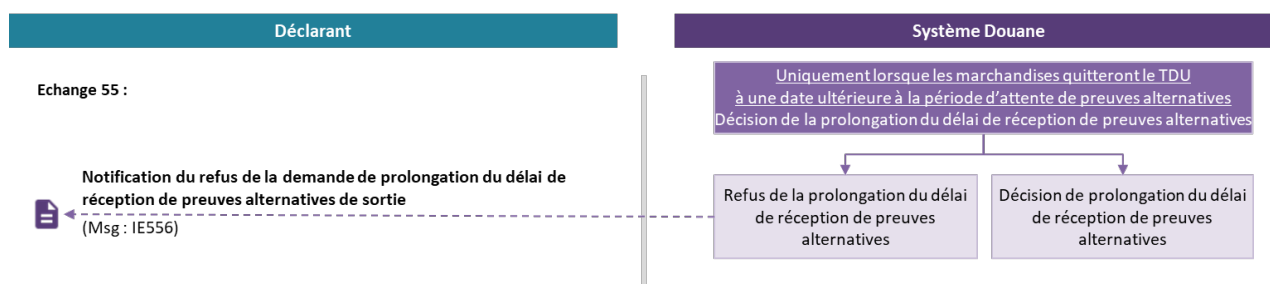 Déclarant
Système Douane
Echange 55 :
Uniquement lorsque les marchandises quitteront le TDU
à une date ultérieure à la période d’attente de preuves alternatives
Décision de la prolongation du délai de réception de preuves alternatives
Notification du refus de la demande de prolongation du délai de
réception de preuves alternatives de sortie
(Msg : IE556)
Refus de la prolongation du délai
de réception de preuves
alternatives
Décision de prolongation du délai
de réception de preuves
alternatives